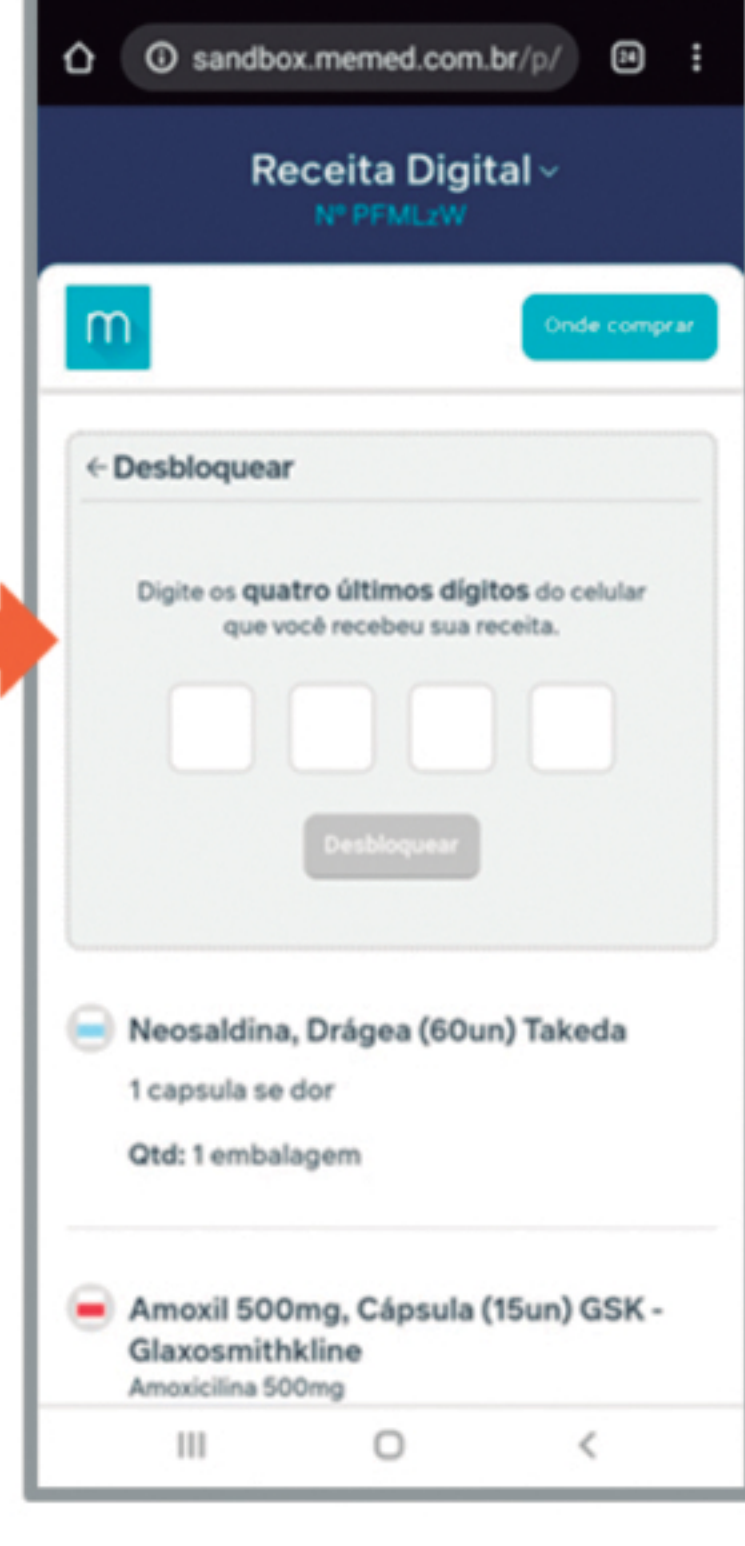 sandbox.memed.com.br/p/
24
Receita Digital
Nº PFMLzW
m
Onde comprar
←Desbloquear
Digite os quatro últimos dígitos do celular
que você recebeu sua receita.
Desbloquear
Neosaldina, Drágea (60un) Takeda
1 capsula se dor
Qtd: 1 embalagem
Amoxil 500mg, Cápsula (15un) GSK -
Glaxosmithkline
Amoxicilina 500mg